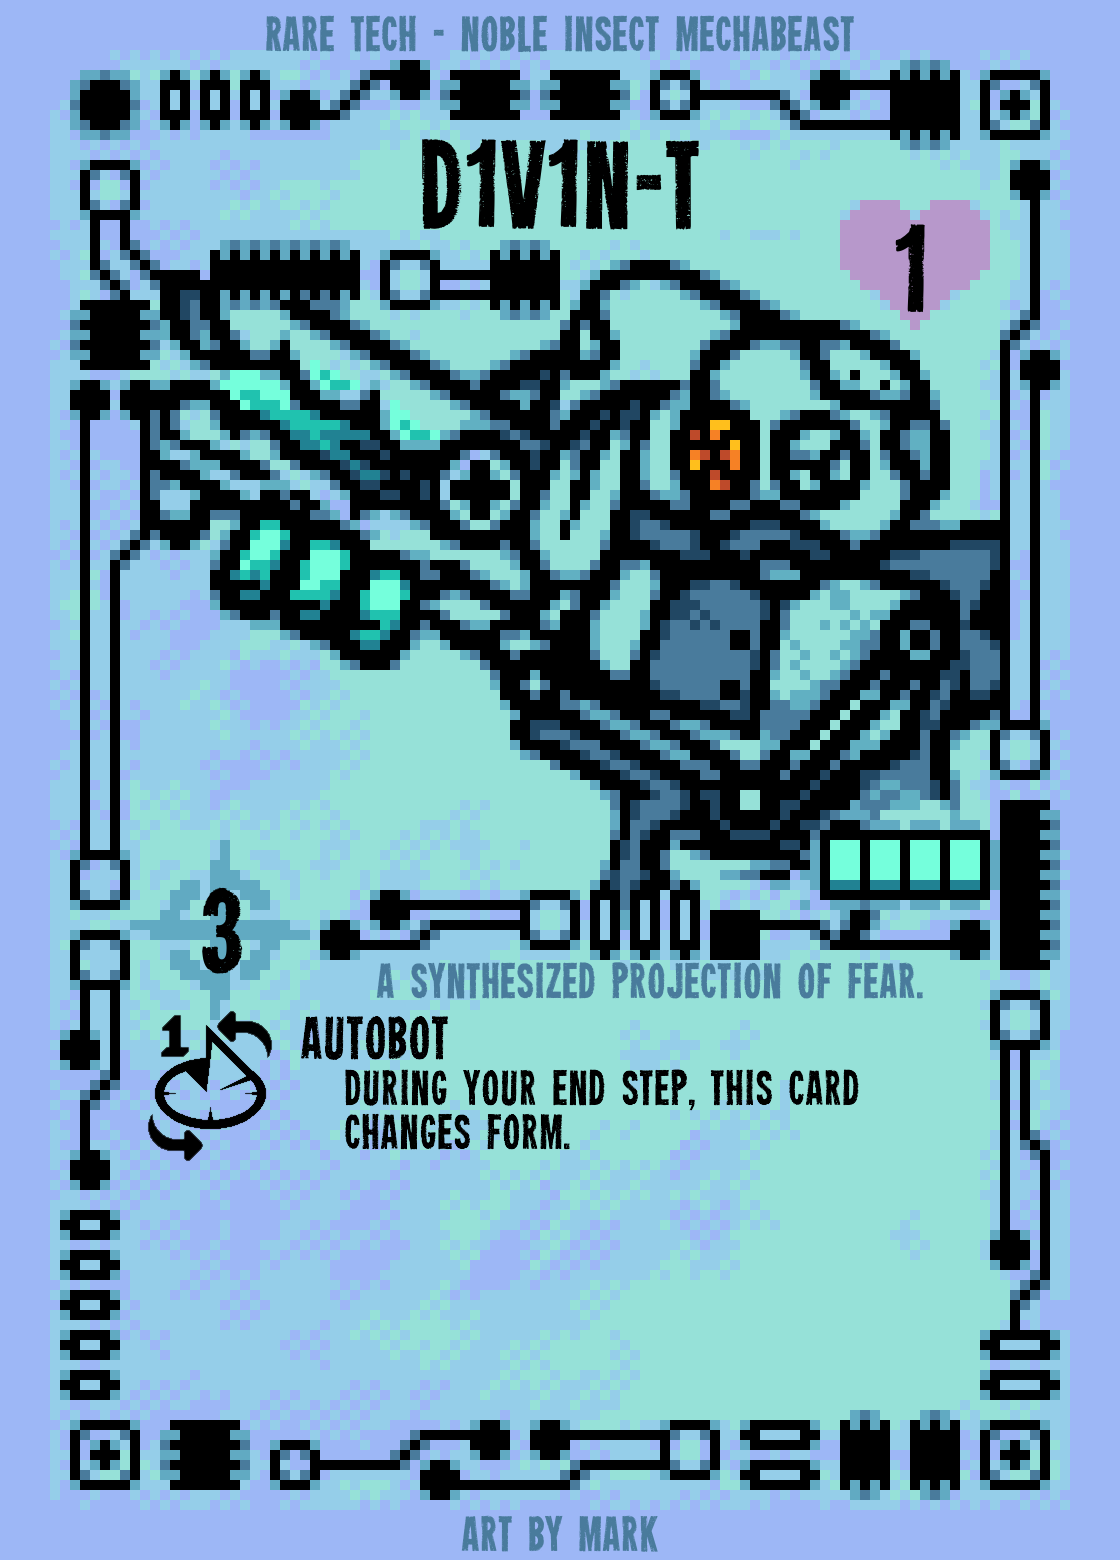 RARE TECH - NOBLE INSECT MECHABEAST
D1V1N-T
1
3
A SYNTHESIZED PROJECTION OF FEAR.
1
AUTOBOT
DURING YOUR END STEP, THIS CARD
CHANGES FORM.
ART BY MARK